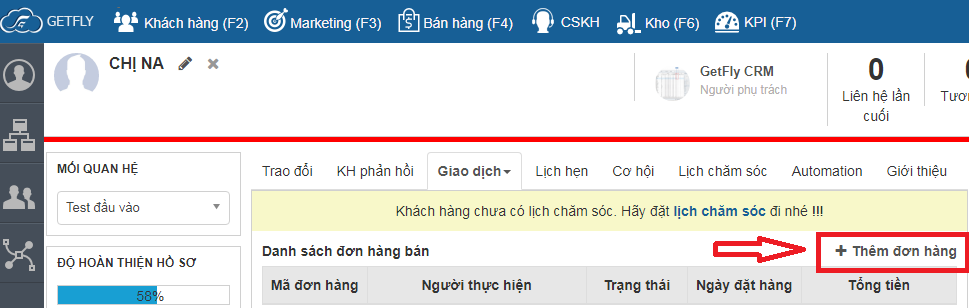 GETFLY Khách hàng (F2) Marketing (F3) Bán hàng (F4) CSKH Kho (F6) KPI (F7)
CHỊ NA
GetFly CRM
Người phụ trách
0
Liên hệ lần
cuối
MỐI QUAN HỆ
Test đầu vào
ĐỘ HOÀN THIỆN HỒ SƠ
58%
Trao đổi KH phản hồi Giao dịch Lịch hẹn Cơ hội Lịch chăm sóc Automation Giới thiệu
Khách hàng chưa có lịch chăm sóc. Hãy đặt lịch chăm sóc đi nhé !!!
Danh sách đơn hàng bán + Thêm đơn hàng
Mã đơn hàng Người thực hiện Trạng thái Ngày đặt hàng Tổng tiền